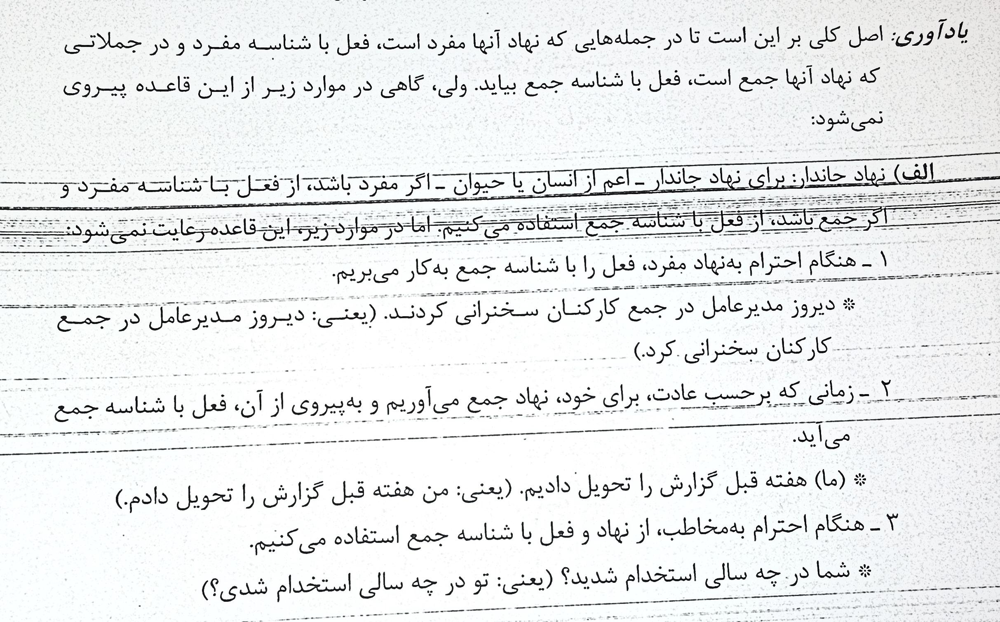 یادآوری: اصل کلی بر این است تا در جمله‌هایی که نهاد آنها مفرد است، فعل با شناسه مفرد و در جملاتی
که نهاد آنها جمع است، فعل با شناسه جمع بیاید. ولی، گاهی در موارد زیر از این قاعده پیروی
نمی‌شود:
الف) نهاد جاندار: برای نهاد جاندار ـ اعم از انسان یا حیوان ـ اگر مفرد باشد، از فعل با شناسه مفرد و
اگر جمع باشد، از فعل با شناسه جمع استفاده می‌کنیم. اما در موارد زیر، این قاعده رعایت نمی‌شود:
۱ ـ هنگام احترام به‌نهاد مفرد، فعل را با شناسه جمع به‌کار می‌بریم.
❊ دیروز مدیرعامل در جمع کارکنان سخنرانی کردند. (یعنی: دیروز مدیرعامل در جمع
کارکنان سخنرانی کرد.)
۲ ـ زمانی که برحسب عادت، برای خود، نهاد جمع می‌آوریم و به‌پیروی از آن، فعل با شناسه جمع
می‌آید.
❊ (ما) هفته قبل گزارش را تحویل دادیم. (یعنی: من هفته قبل گزارش را تحویل دادم.)
۳ ـ هنگام احترام به‌مخاطب، از نهاد و فعل با شناسه جمع استفاده می‌کنیم.
❊ شما در چه سالی استخدام شدید؟ (یعنی: تو در چه سالی استخدام شدی؟)